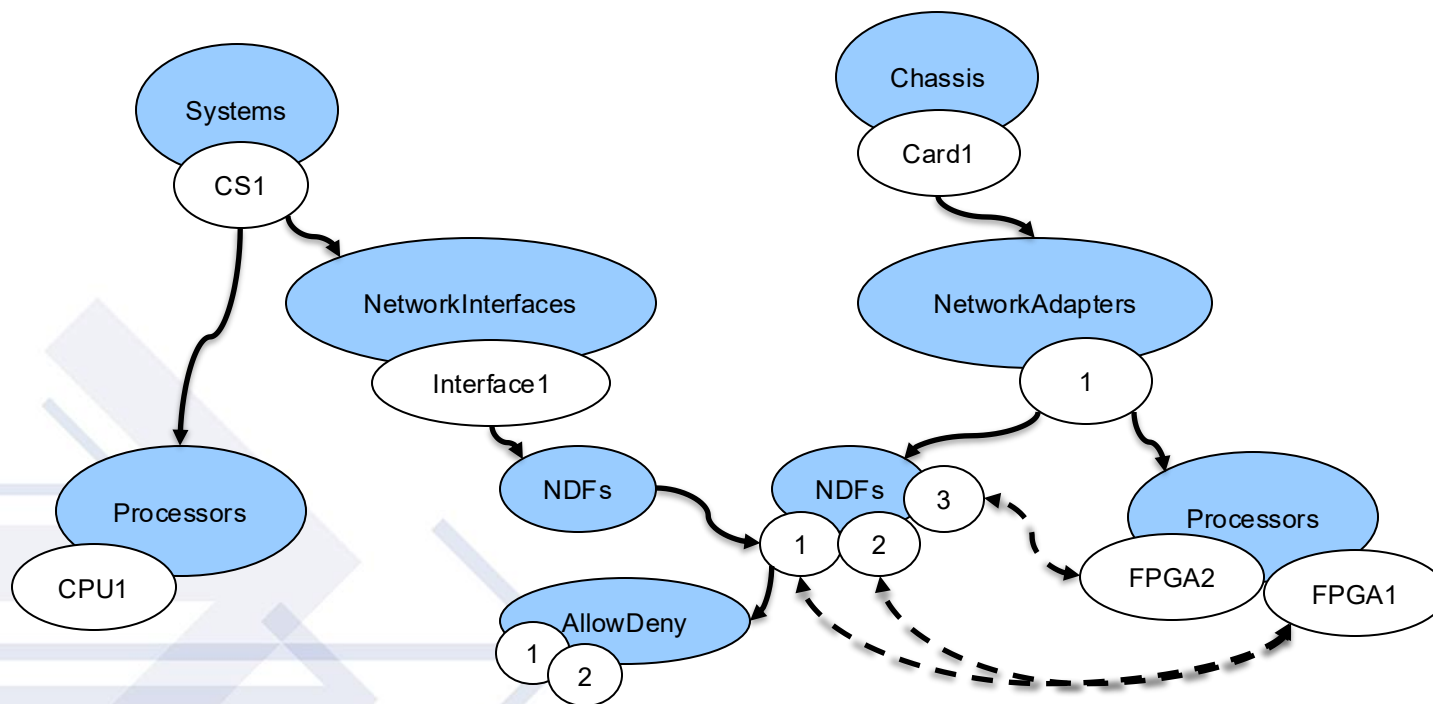 Systems
CS1
Chassis
Card1
NetworkInterfaces
Interface1
NetworkAdapters
1
Processors
CPU1
NDFs
NDFs
1
2
3
Processors
FPGA2
FPGA1
AllowDeny
1
2